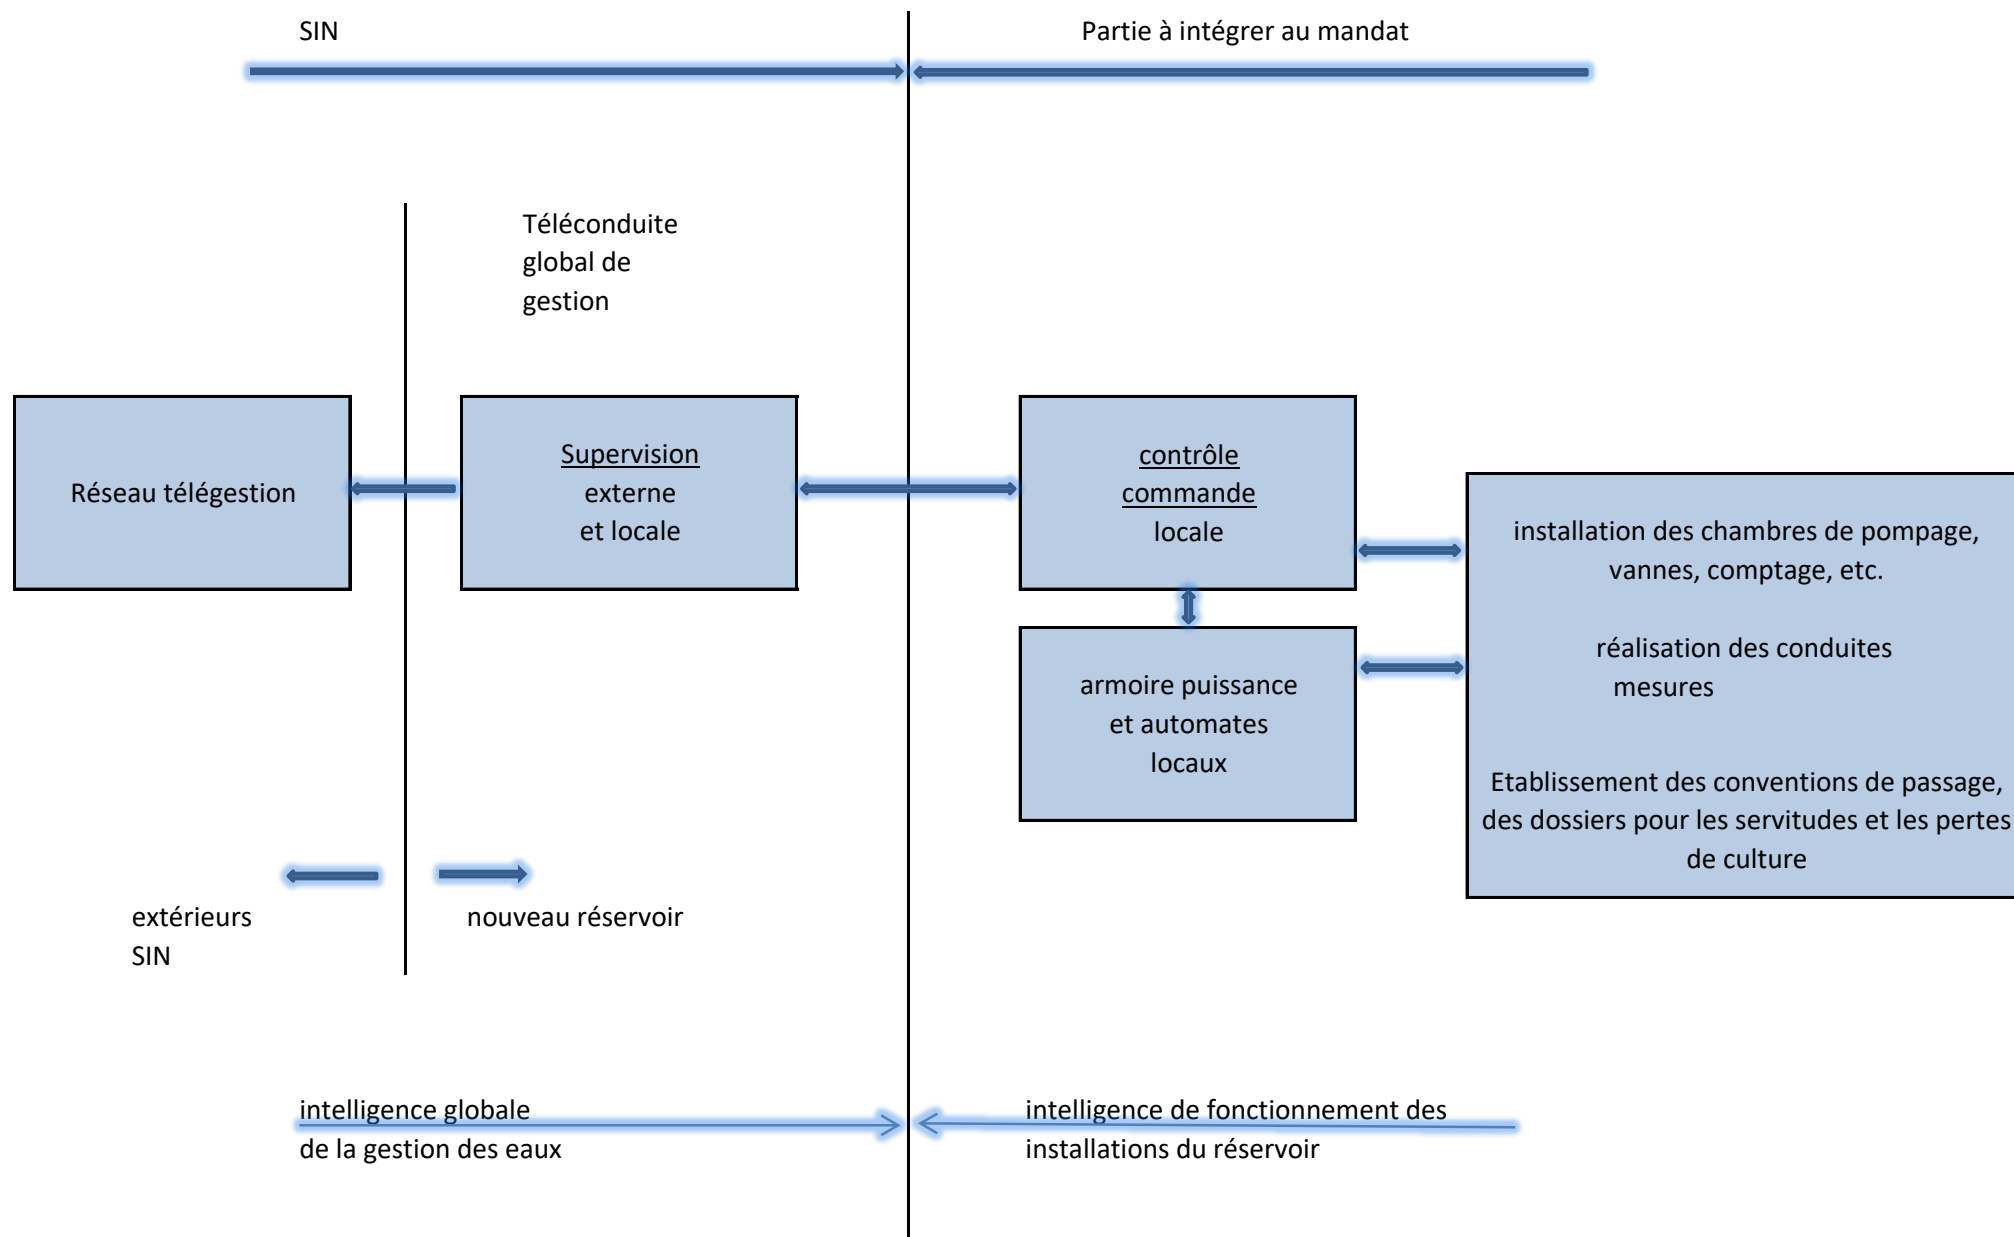 SIN
Partie à intégrer au mandat
Téléconduite
global de
gestion
Réseau télégestion
Supervision
externe
et locale
contrôle
commande
locale
armoire puissance
et automates
locaux
installation des chambres de pompage,
vannes, comptage, etc.
réalisation des conduites
mesures
Etablissement des conventions de passage,
des dossiers pour les servitudes et les pertes
de culture
extérieurs
SIN
nouveau réservoir
intelligence globale
de la gestion des eaux
intelligence de fonctionnement des
installations du réservoir